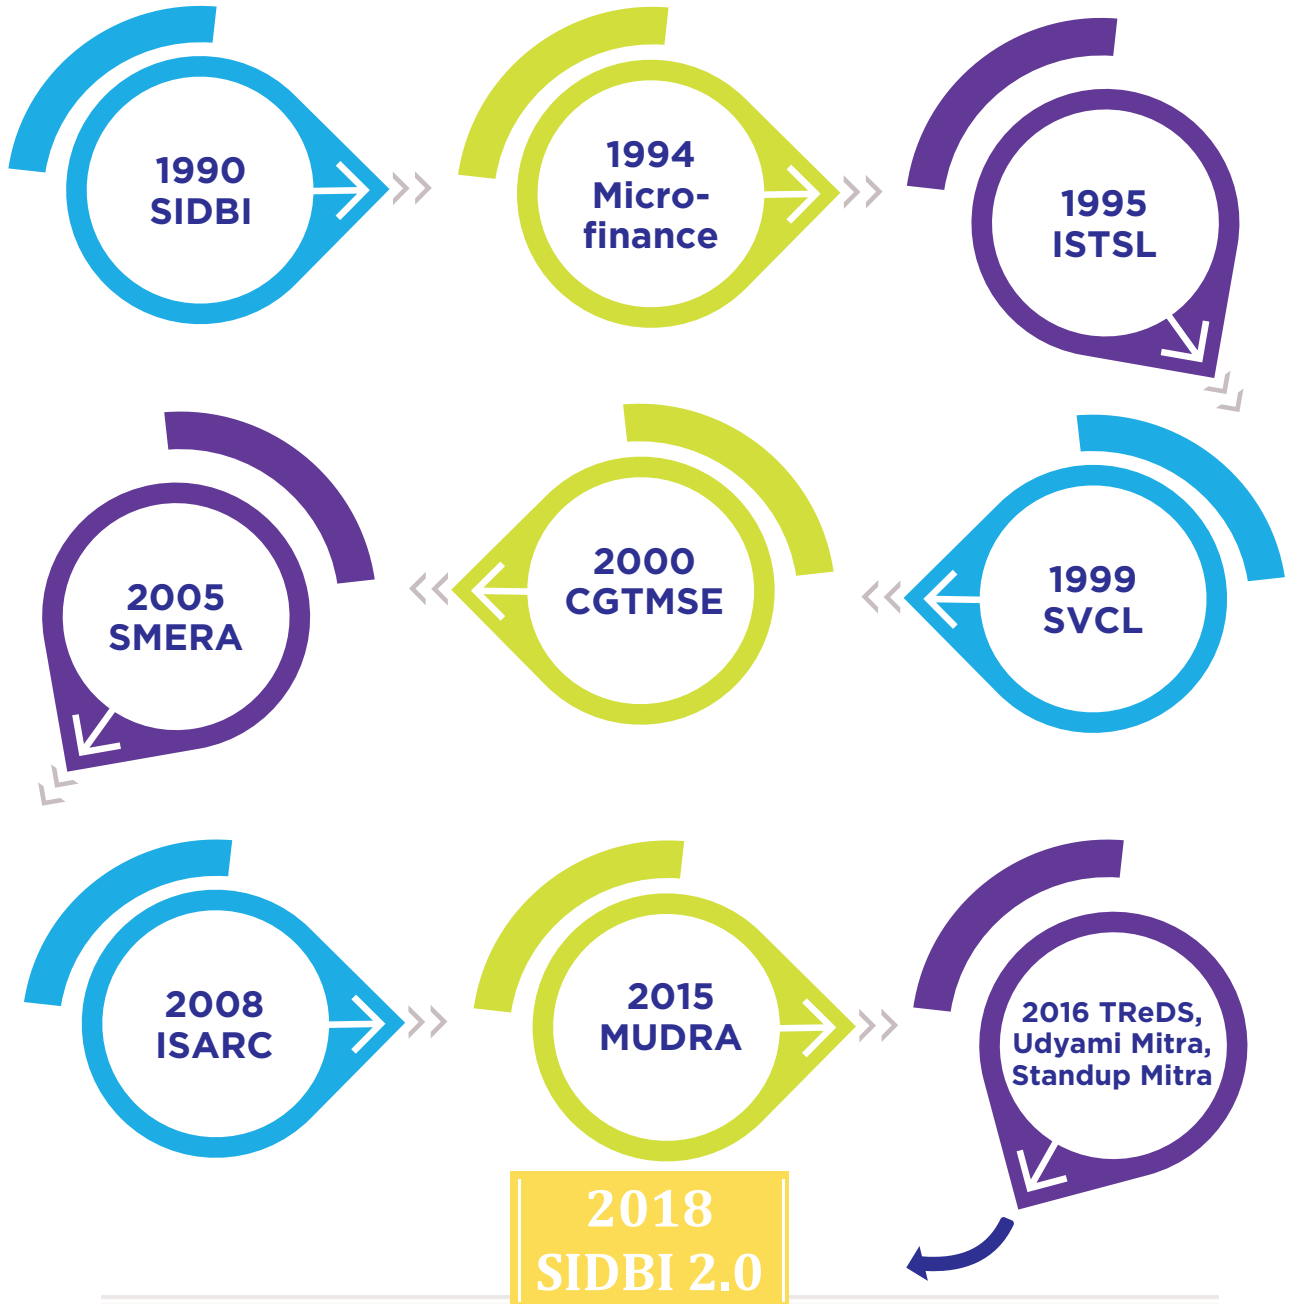 1990
SIDBI
1994
Micro-
finance
1995
ISTSL
1999
SVCL
2000
CGTMSE
2005
SMERA
2008
ISARC
2015
MUDRA
2016 TReDS,
Udyami Mitra,
Standup Mitra
2018
SIDBI 2.0